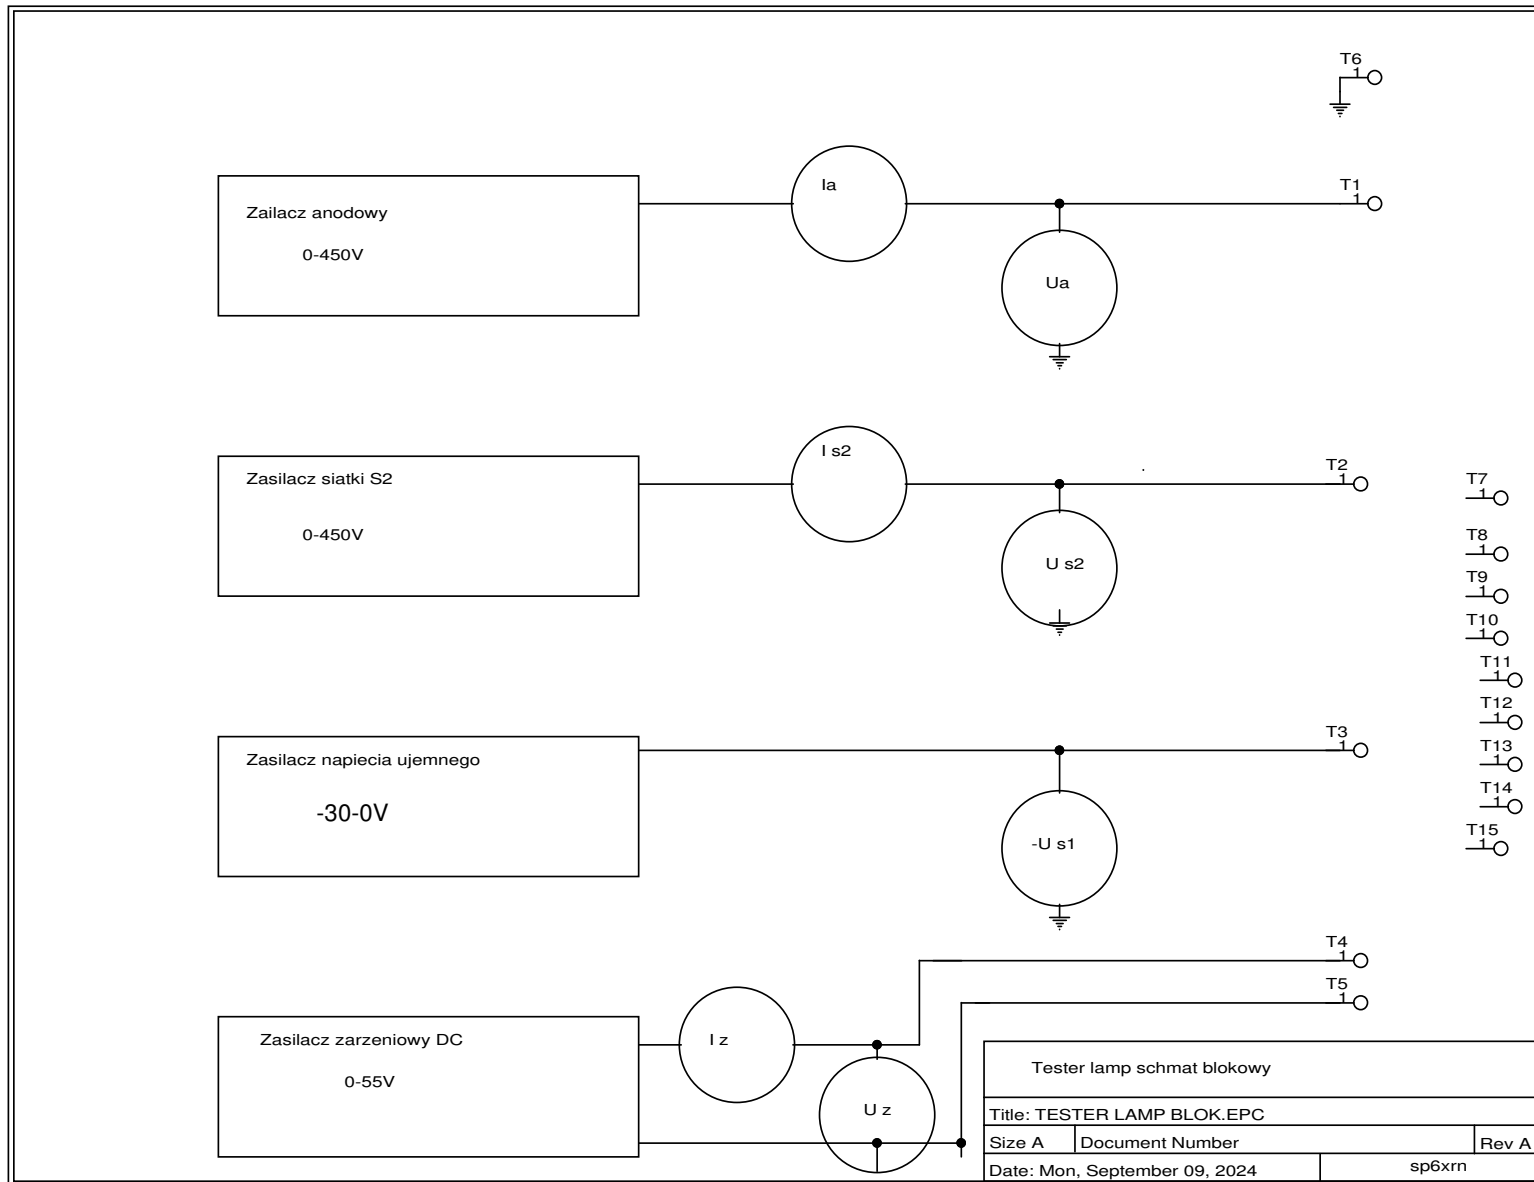 T6
1
Ia
T1
1
Zailacz anodowy
0-450V
Ua
I s2
T2
1
Zasilacz siatki S2
0-450V
U s2
T7
1
T8
1
T9
1
T10
1
T11
1
T12
1
T3
1
T13
1
Zasilacz napiecia ujemnego
-30-0V
T14
1
-U s1
T15
1
T4
1
T5
1
Zasilacz zarzeniowy DC
0-55V
I z
U z
Tester lamp schmat blokowy
Title: TESTER LAMP BLOK.EPC
Size A Document Number Rev A
Date: Mon, September 09, 2024 sp6xrn